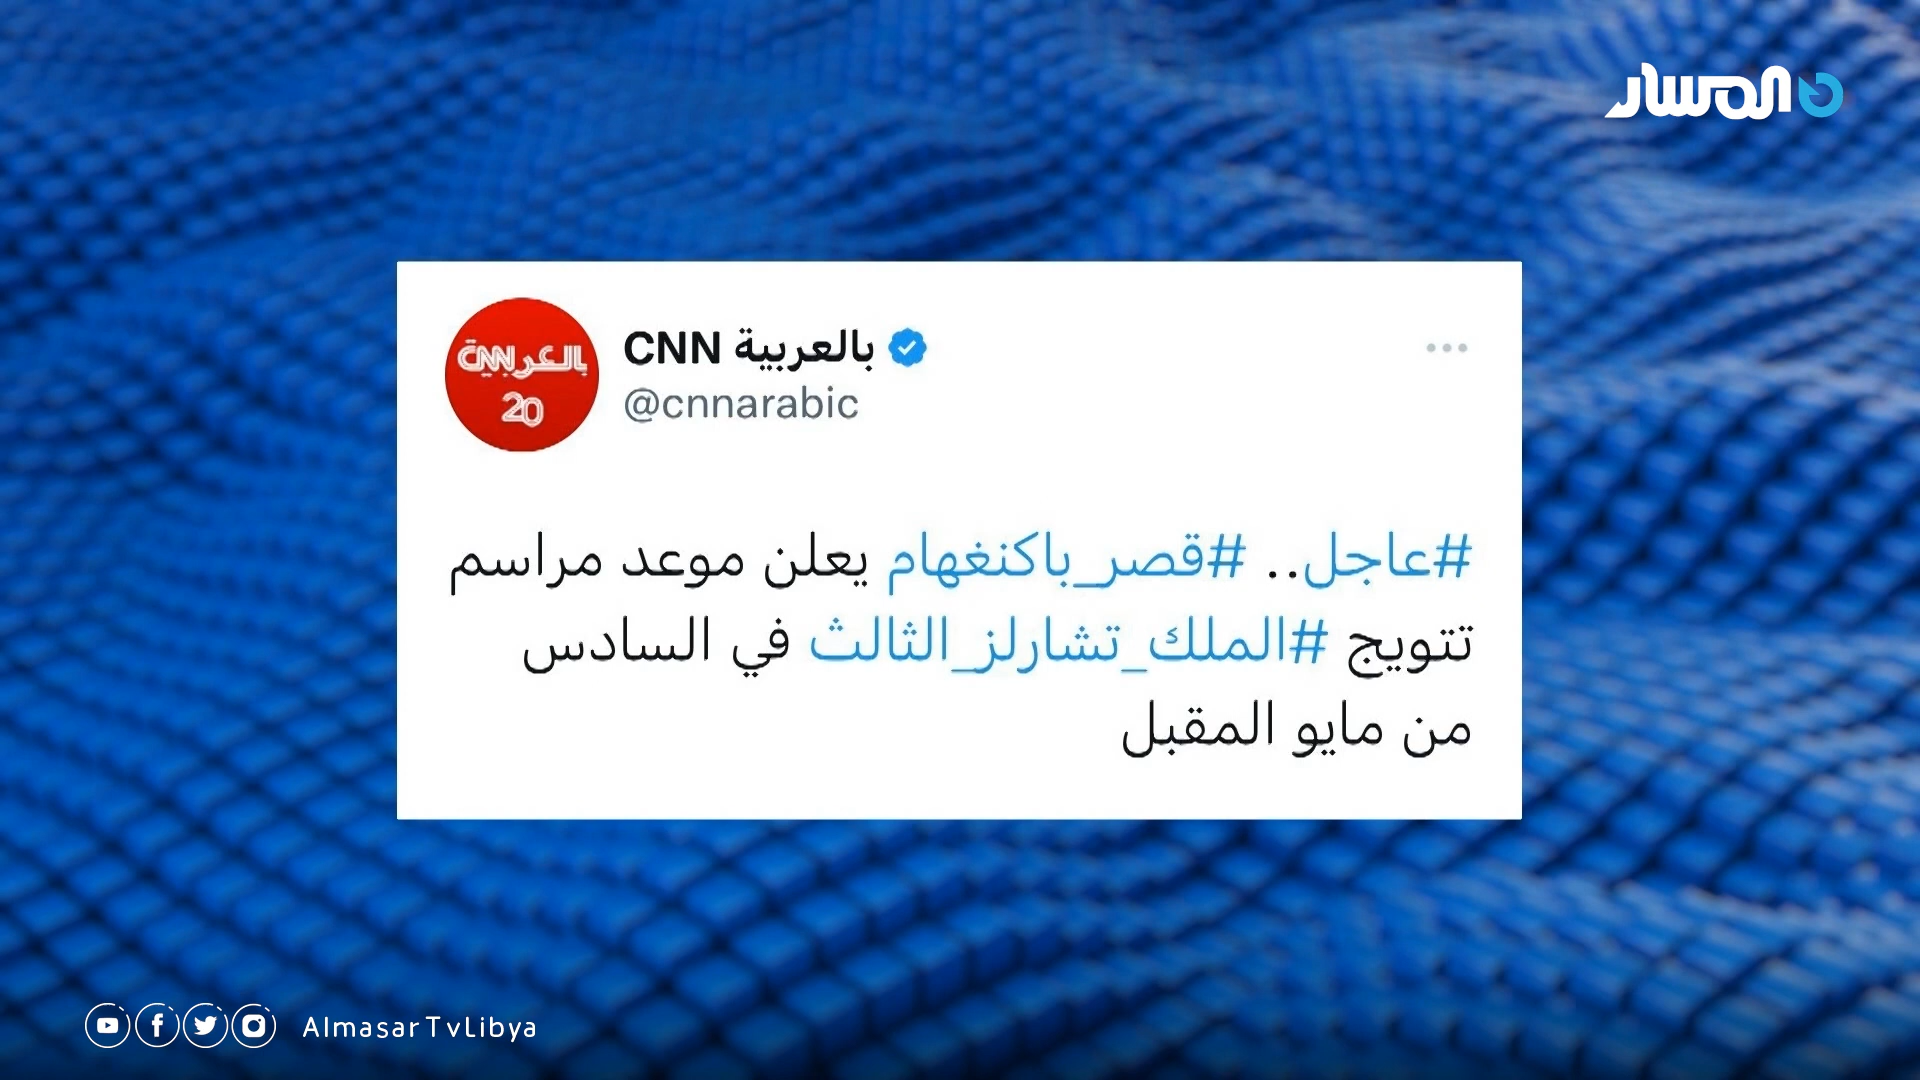 المسار
CNN بالعربية
@cnnarabic
CNN بالعربية
20
#عاجل.. #قصر_باكنغهام يعلن موعد مراسم
تتويج #الملك_تشارلز_الثالث في السادس
من مايو المقبل
AlmasarTvLibya